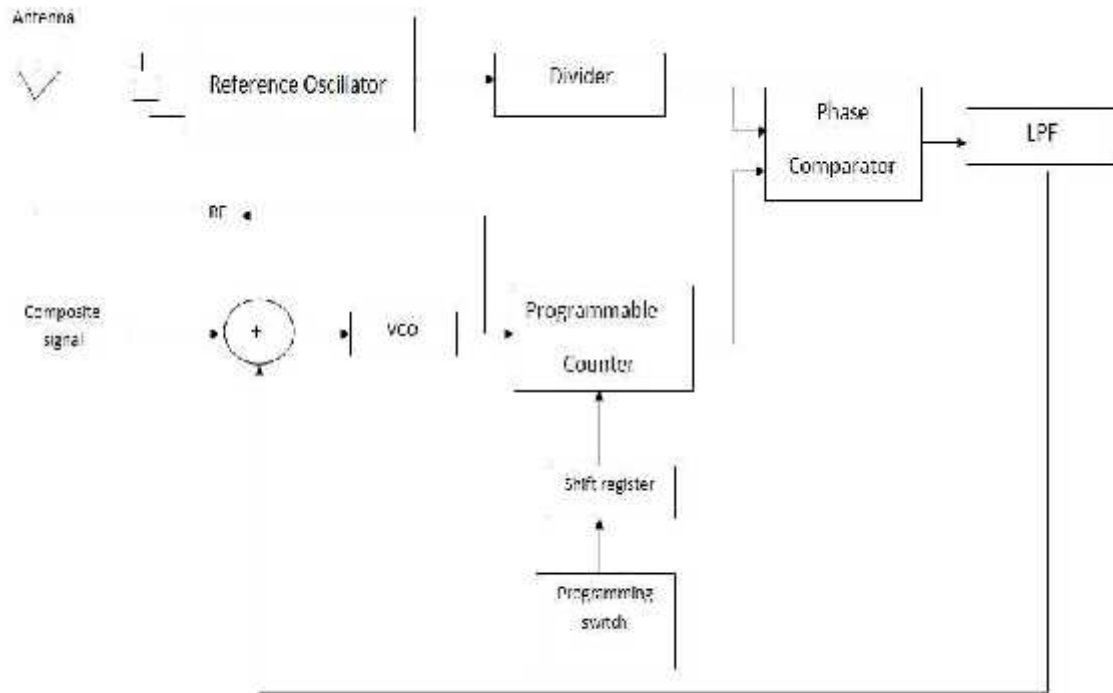 Antenna
Reference Oscillator
Divider
Phase
Comparator
LPF
RF
Composite
signal
+
VCO
Programmable
Counter
Shift register
Programming
switch